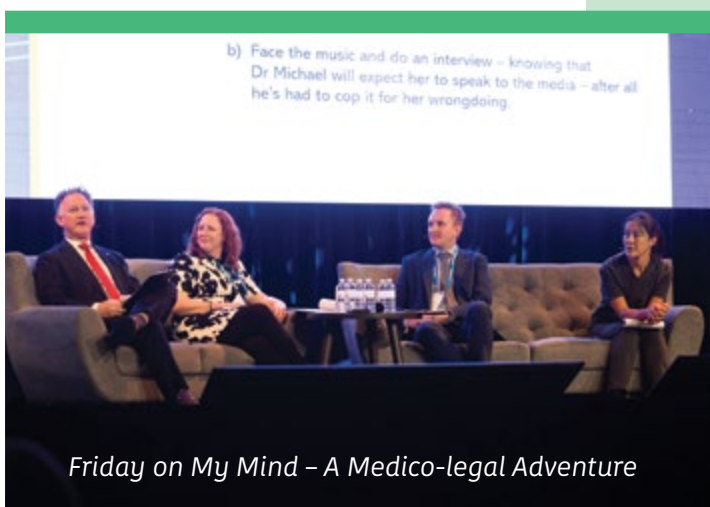 b) Face the music and do an interview – knowing that
Dr Michael will expect her to speak to the media – after all
he's had to cop it for her wrongdoing.
Friday on My Mind – A Medico-legal Adventure